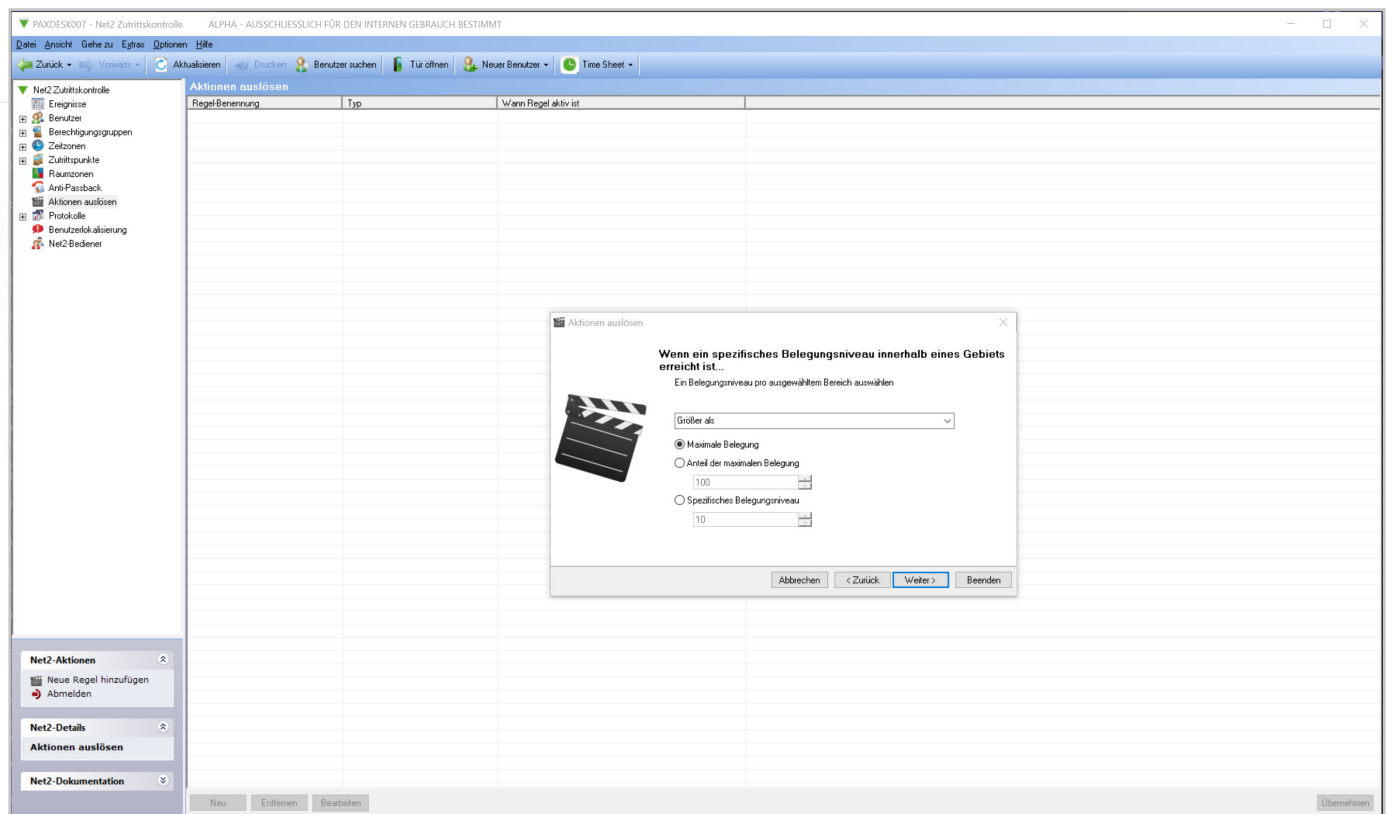 PAXDESK007 - Net2 Zutrittskontrolle ALPHA - AUSSCHLIESSLICH FÜR DEN INTERNEN GEBRAUCH BESTIMMT
Datei Ansicht Gehe zu Extras Optionen Hilfe
Zurück Vorwärts Aktualisieren Drucken Benutzer suchen Tür öffnen Neuer Benutzer Time Sheet
Net2 Zutrittskontrolle
Ereignisse
Benutzer
Berechtigungsgruppen
Zeitzonen
Zutrittspunkte
Raumzonen
Anti-Passback
Aktionen auslösen
Protokolle
Benutzerlokalisierung
Net2-Bediener
Aktionen auslösen
Regel-Benennung Typ Wann Regel aktiv ist
Aktionen auslösen
Wenn ein spezifisches Belegungsniveau innerhalb eines Gebiets
erreicht ist...
Ein Belegungsniveau pro ausgewähltem Bereich auswählen
Größer als
Maximale Belegung
Anteil der maximalen Belegung
100
Spezifisches Belegungsniveau
10
Abbrechen < Zurück Weiter > Beenden
Net2-Aktionen
Neue Regel hinzufügen
Abmelden
Net2-Details
Aktionen auslösen
Net2-Dokumentation
Neu Entfernen Bearbeiten Übernehmen